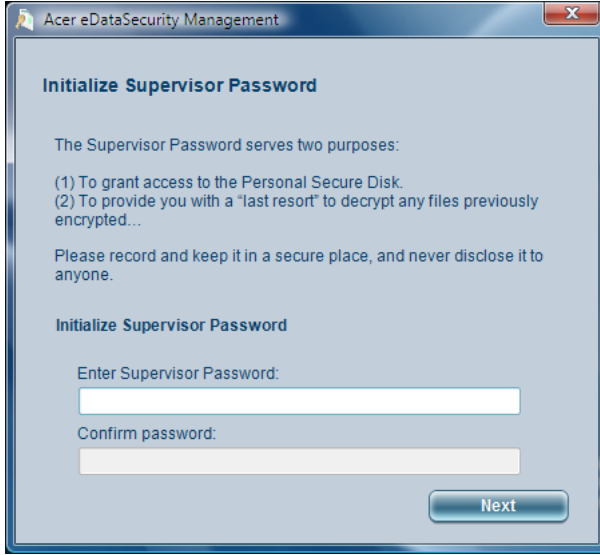 Acer eDataSecurity Management
Initialize Supervisor Password
The Supervisor Password serves two purposes:
(1) To grant access to the Personal Secure Disk.
(2) To provide you with a “last resort” to decrypt any files previously
encrypted...
Please record and keep it in a secure place, and never disclose it to
anyone.
Initialize Supervisor Password
Enter Supervisor Password:
Confirm password:
Next